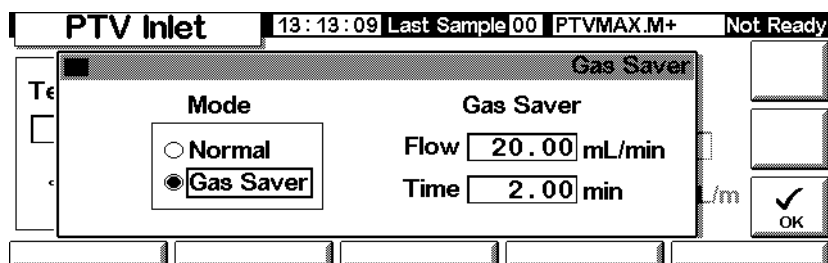 PTV Inlet 13:13:09 Last Sample 00 PTVMAX.M+ Not Ready
Gas Saver
Te
Mode Gas Saver
Normal Flow 20.00 mL/min
Gas Saver Time 2.00 min
L/m
OK